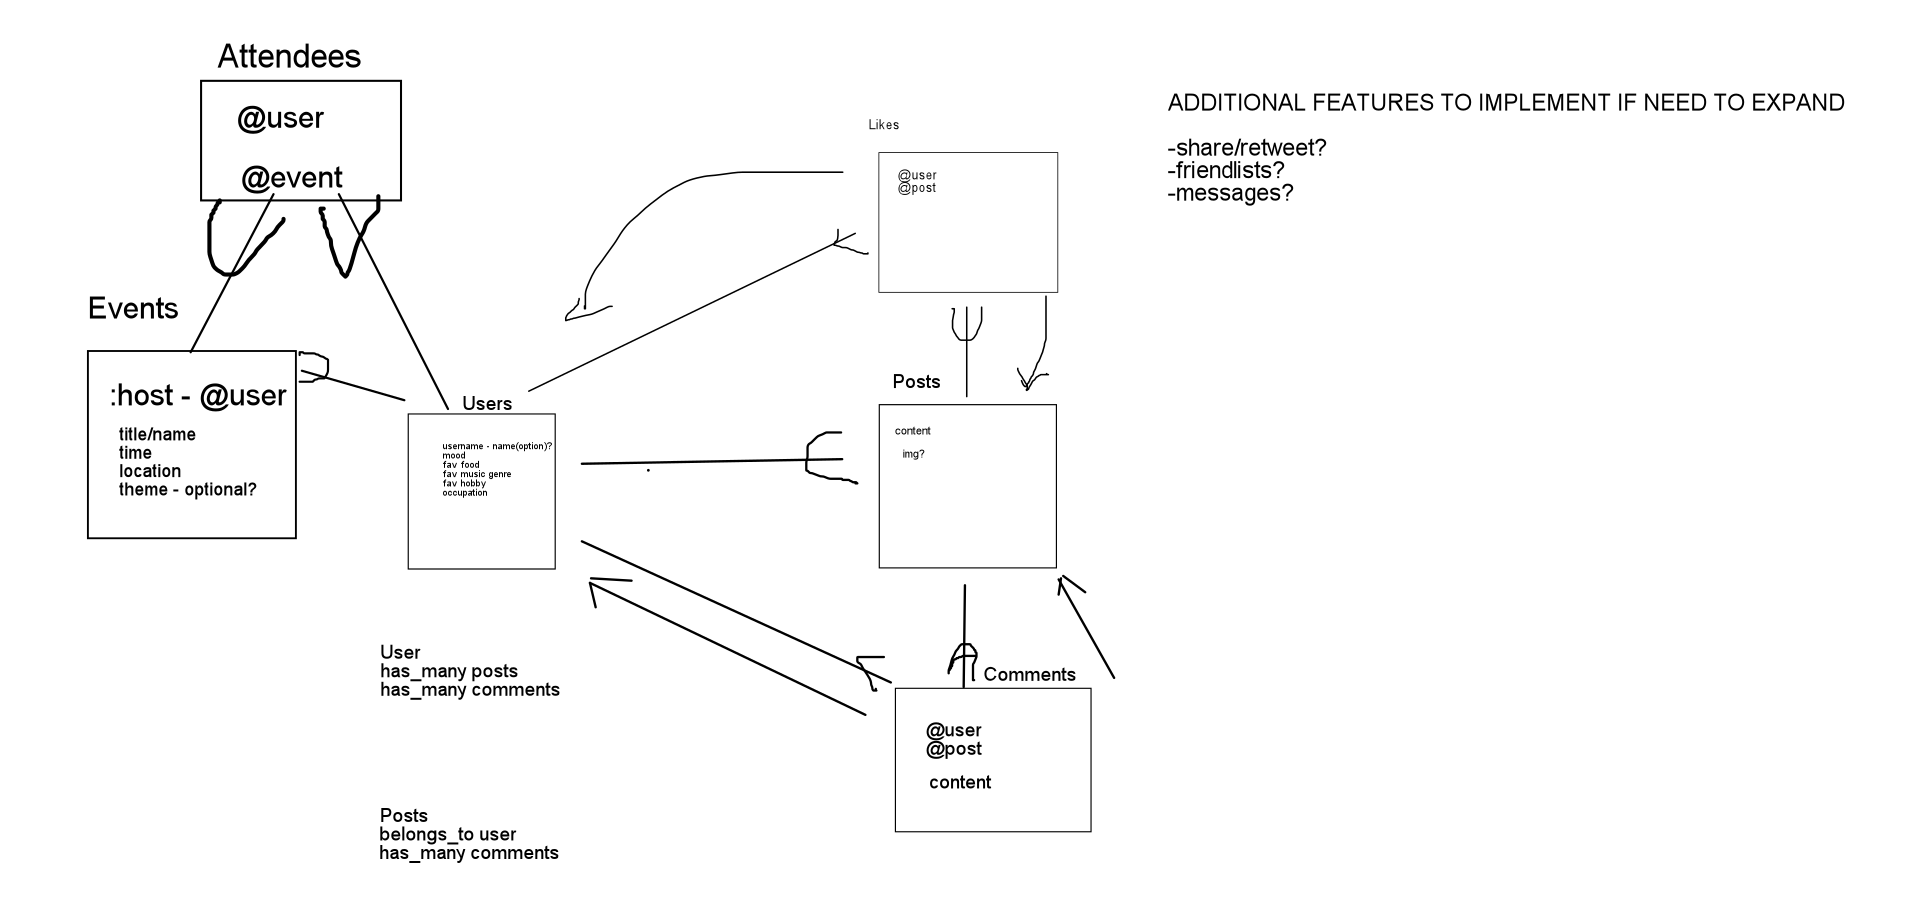 Attendees
@user
@event
Events
:host - @user
title/name
time
location
theme - optional?
Users
username - name(option)?
mood
fav food
fav music genre
fav hobby
occupation
Likes
@user
@post
Posts
content
img?
Comments
@user
@post
content
User
has_many posts
has_many comments
Posts
belongs_to user
has_many comments
ADDITIONAL FEATURES TO IMPLEMENT IF NEED TO EXPAND
-share/retweet?
-friendlists?
-messages?